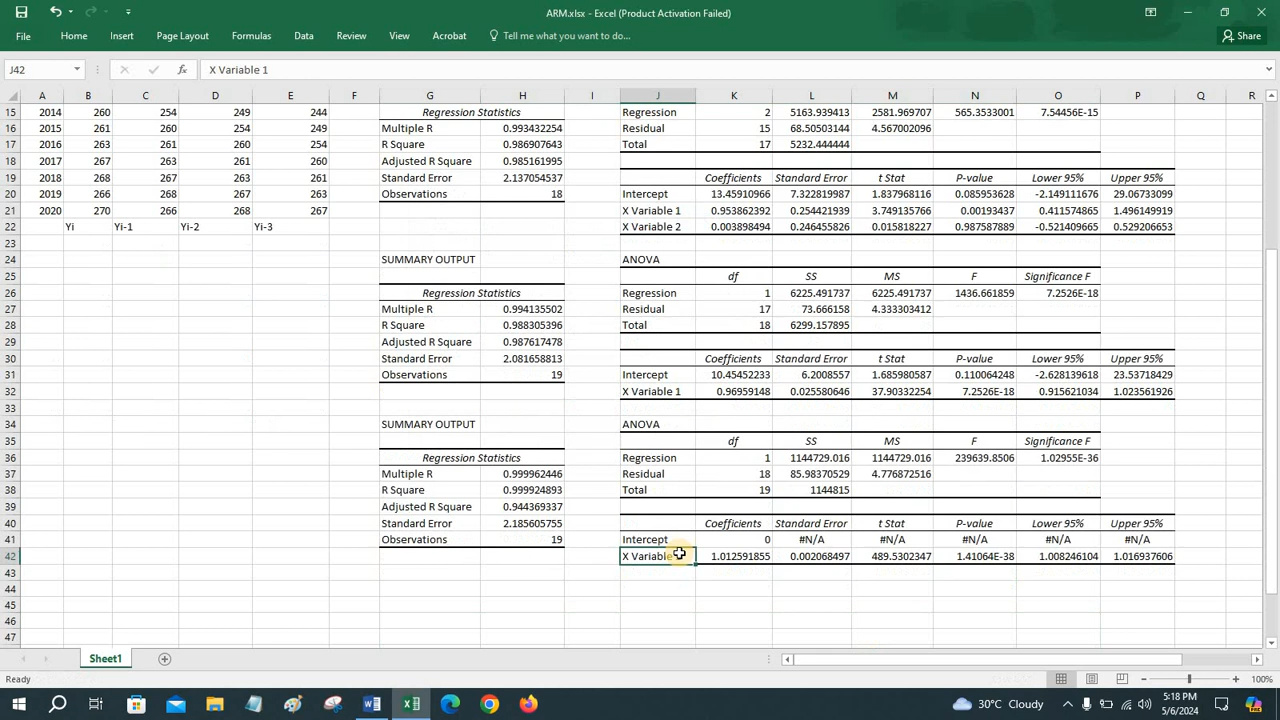 ARM.xlsx - Excel (Product Activation Failed)
File Home Insert Page Layout Formulas Data Review View Acrobat Tell me what you want to do... Share
J42 fx X Variable 1
A B C D E F G H I J K L M N O P Q R
15 2014 260 254 249 244 Regression Statistics Regression 2 5163.939413 2581.969707 565.3533001 7.54456E-15
16 2015 261 260 254 249 Multiple R 0.993432254 Residual 15 68.50503144 4.567002096
17 2016 263 261 260 254 R Square 0.986907643 Total 17 5232.444444
18 2017 267 263 261 260 Adjusted R Square 0.985161995
19 2018 268 267 263 261 Standard Error 2.137054537 Coefficients Standard Error t Stat P-value Lower 95% Upper 95%
20 2019 266 268 267 263 Observations 18 Intercept 13.45910966 7.322819987 1.837968116 0.085953628 -2.149111676 29.06733099
21 2020 270 266 268 267 X Variable 1 0.953862392 0.254421939 3.749135766 0.00193437 0.411574865 1.496149919
22 Yi Yi-1 Yi-2 Yi-3 X Variable 2 0.003898494 0.246455826 0.015818227 0.987587889 -0.521409665 0.529206653
23
24 SUMMARY OUTPUT ANOVA
25 df SS MS F Significance F
26 Regression Statistics Regression 1 6225.491737 6225.491737 1436.661859 7.2526E-18
27 Multiple R 0.994135502 Residual 17 73.666158 4.333303412
28 R Square 0.988305396 Total 18 6299.157895
29 Adjusted R Square 0.987617478
30 Standard Error 2.081658813 Coefficients Standard Error t Stat P-value Lower 95% Upper 95%
31 Observations 19 Intercept 10.45452233 6.2008557 1.685980587 0.110064248 -2.628139618 23.53718429
32 X Variable 1 0.96959148 0.025580646 37.90332254 7.2526E-18 0.915621034 1.023561926
33
34 SUMMARY OUTPUT ANOVA
35 df SS MS F Significance F
36 Regression Statistics Regression 1 1144729.016 1144729.016 239639.8506 1.02955E-36
37 Multiple R 0.999962446 Residual 18 85.98370529 4.776872516
38 R Square 0.999924893 Total 19 1144815
39 Adjusted R Square 0.944369337
40 Standard Error 2.185605755 Coefficients Standard Error t Stat P-value Lower 95% Upper 95%
41 Observations 19 Intercept 0 #N/A #N/A #N/A #N/A #N/A
42 X Variable 1.012591855 0.002068497 489.5302347 1.41064E-38 1.008246104 1.016937606
43
44
45
46
47
Sheet1
Ready 100%
30°C Cloudy 5:18 PM
5/6/2024